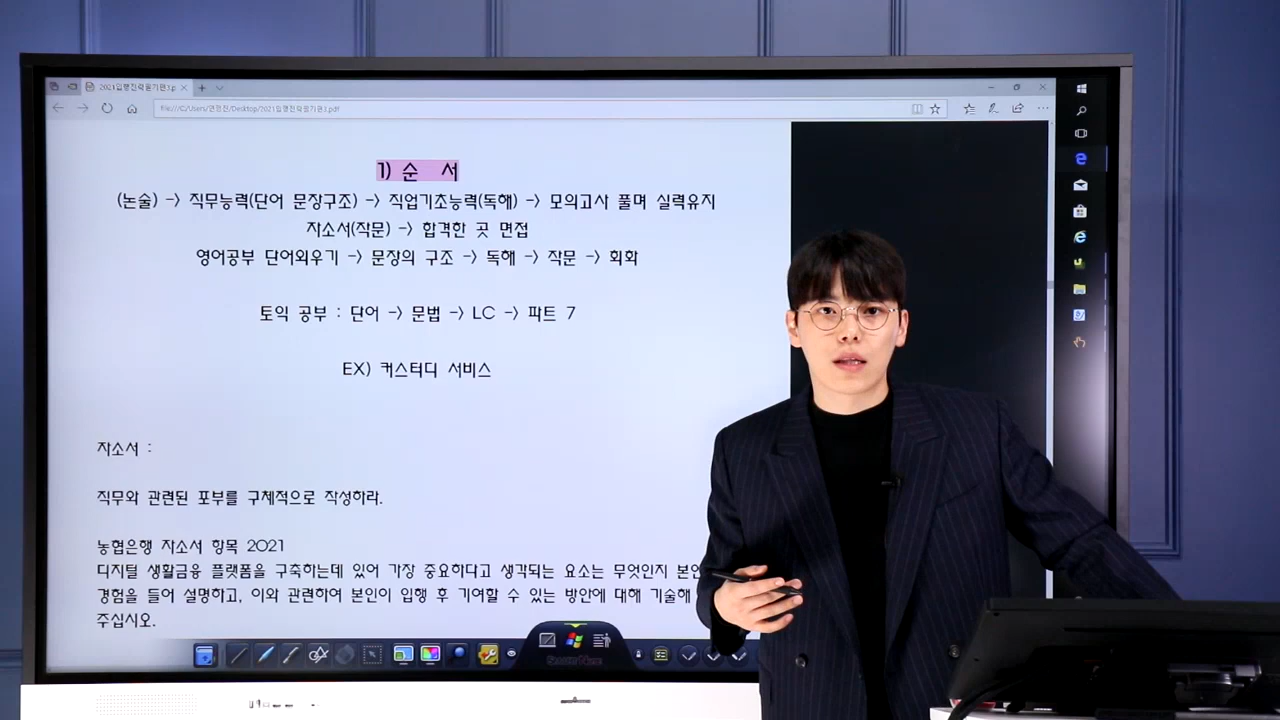 1) 순 서
(논술) -> 직무능력(단어 문장구조) -> 직업기초능력(독해) -> 모의고사 풀며 실력유지
자소서(작문) -> 합격한 곳 면접
영어공부 단어외우기 -> 문장의 구조 -> 독해 -> 작문 -> 회화
토익 공부 : 단어 -> 문법 -> LC -> 파트 7
EX) 커스터디 서비스
자소서 :
직무와 관련된 포부를 구체적으로 작성하라.
농협은행 자소서 항목 2021
디지털 생활금융 플랫폼을 구축하는데 있어 가장 중요하다고 생각되는 요소는 무엇인지 본인
경험을 들어 설명하고, 이와 관련하여 본인이 입행 후 기여할 수 있는 방안에 대해 기술해
주십시오.